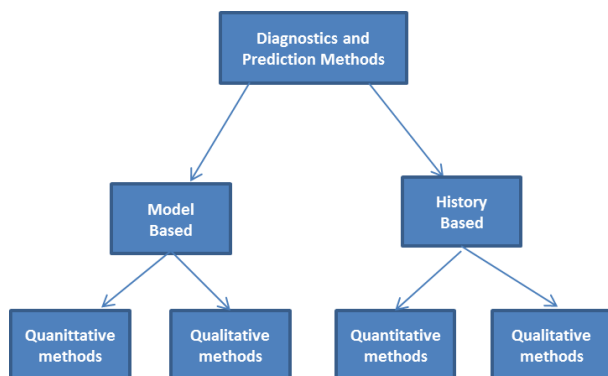 Diagnostics and
Prediction Methods
Model
Based
History
Based
Quanittative
methods
Qualitative
methods
Quantitative
methods
Qualitative
methods